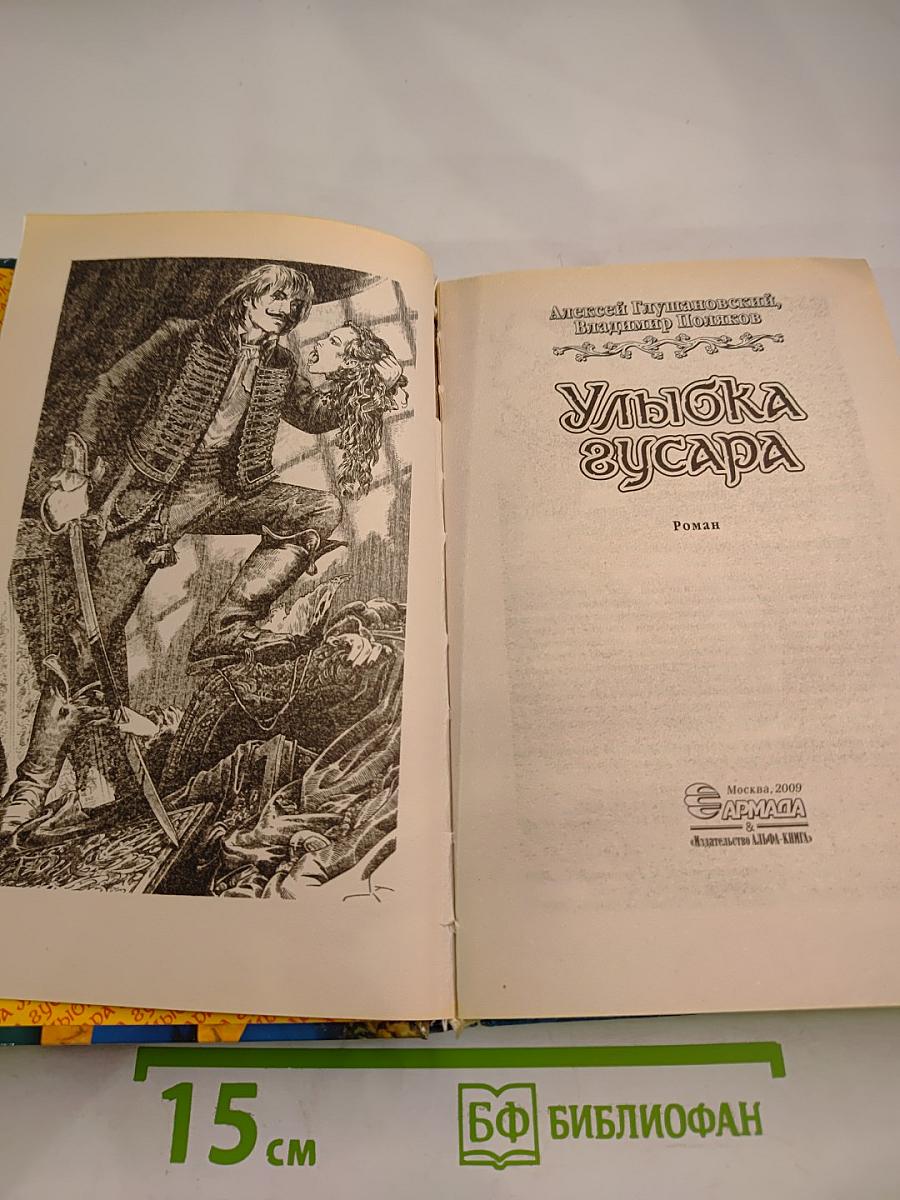 Алексей Глушановский,
Владимир Поляков
Улыбка
гусара
Роман
Москва, 2009
АРМАДА
&
«Издательство АЛЬФА-КНИГА»
15 см
БФ БИБЛИОФАН